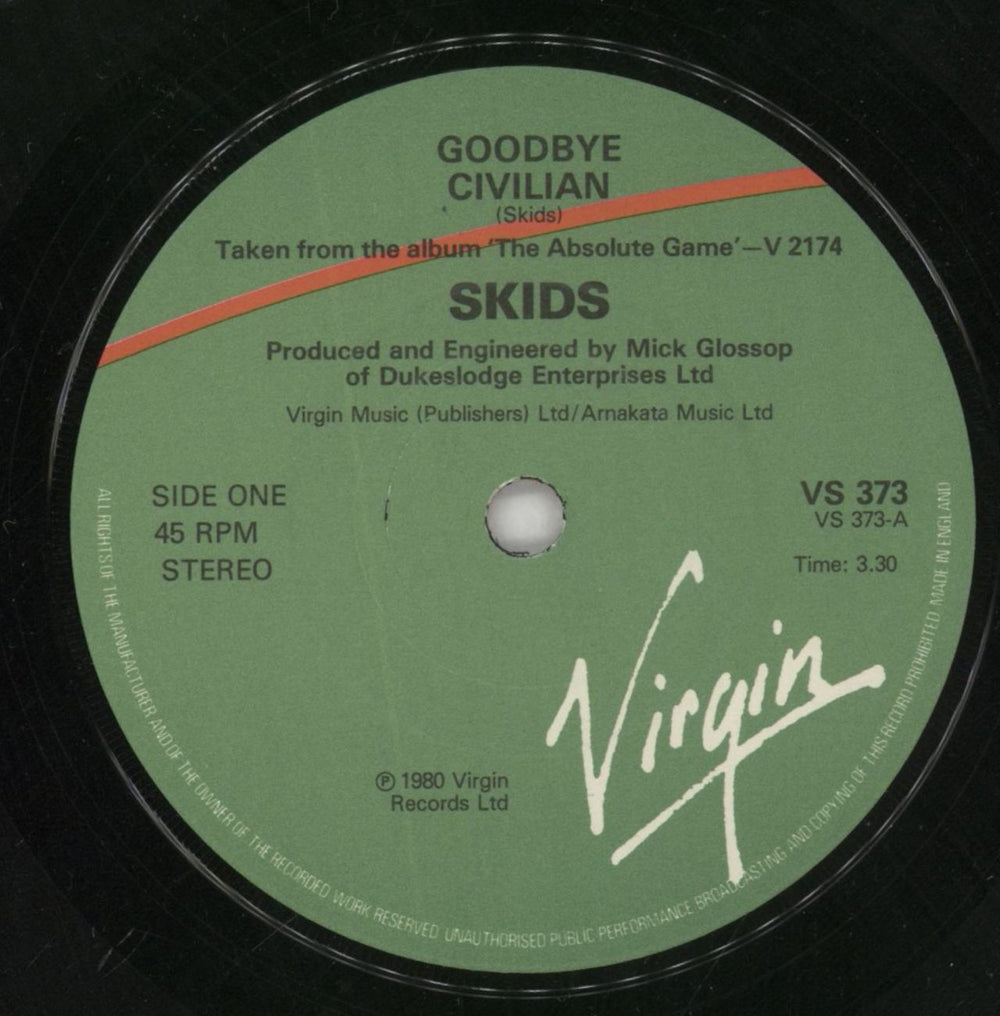 GOODBYE
CIVILIAN
(Skids)
Taken from the album 'The Absolute Game'—V 2174
SKIDS
Produced and Engineered by Mick Glossop
of Dukeslodge Enterprises Ltd
Virgin Music (Publishers) Ltd/Arnakata Music Ltd
SIDE ONE
45 RPM
STEREO
VS 373
VS 373-A
Time: 3.30
Virgin
℗ 1980 Virgin
Records Ltd
ALL RIGHTS OF THE MANUFACTURER AND OF THE OWNER OF THE RECORDED WORK RESERVED UNAUTHORISED PUBLIC PERFORMANCE BROADCASTING AND COPYING OF THIS RECORD PROHIBITED MADE IN ENGLAND